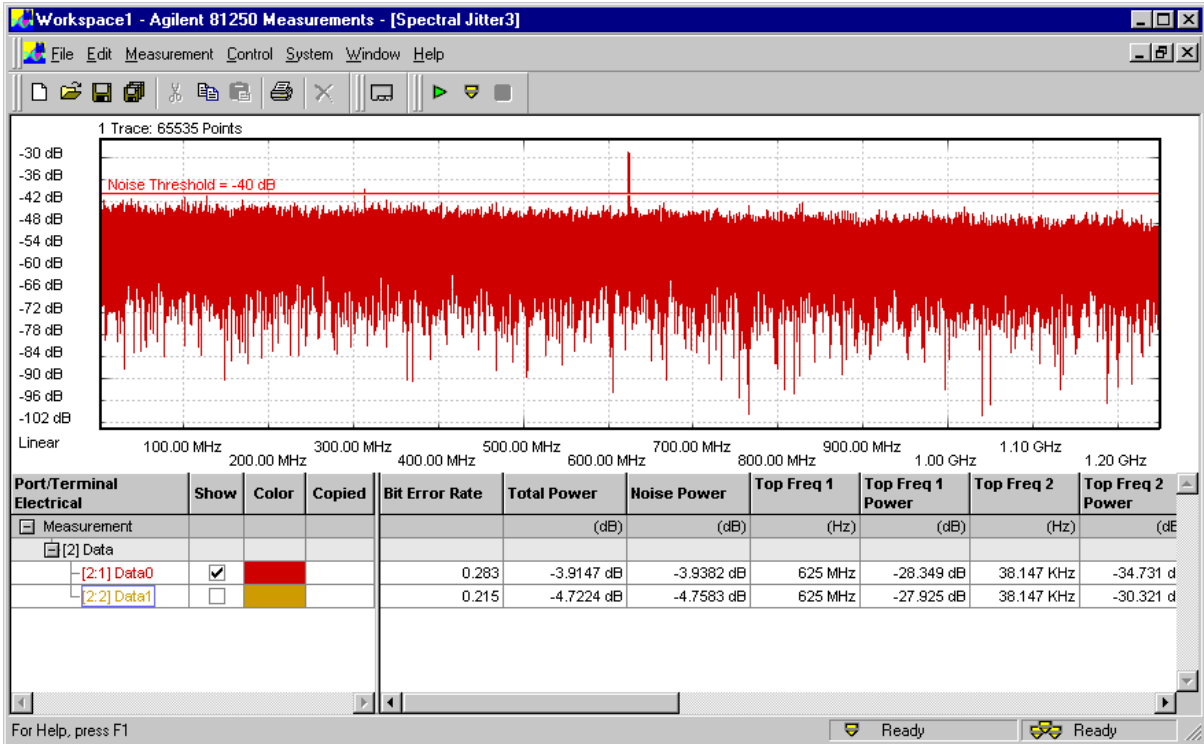 Workspace1 - Agilent 81250 Measurements - [Spectral Jitter3]
File Edit Measurement Control System Window Help
1 Trace: 65535 Points
-30 dB
-36 dB
Noise Threshold = -40 dB
-42 dB
-48 dB
-54 dB
-60 dB
-66 dB
-72 dB
-78 dB
-84 dB
-90 dB
-96 dB
-102 dB
Linear 100.00 MHz 300.00 MHz 500.00 MHz 700.00 MHz 900.00 MHz 1.10 GHz
200.00 MHz 400.00 MHz 600.00 MHz 800.00 MHz 1.00 GHz 1.20 GHz
Port/Terminal Electrical Show Color Copied Bit Error Rate Total Power Noise Power Top Freq 1 Top Freq 1 Power Top Freq 2 Top Freq 2 Power
Measurement (dB) (dB) (Hz) (dB) (Hz) (dE
[2] Data
[2:1] Data0 0.283 -3.9147 dB -3.9382 dB 625 MHz -28.349 dB 38.147 KHz -34.731 d
[2:2] Data1 0.215 -4.7224 dB -4.7583 dB 625 MHz -27.925 dB 38.147 KHz -30.321 d
For Help, press F1 Ready Ready